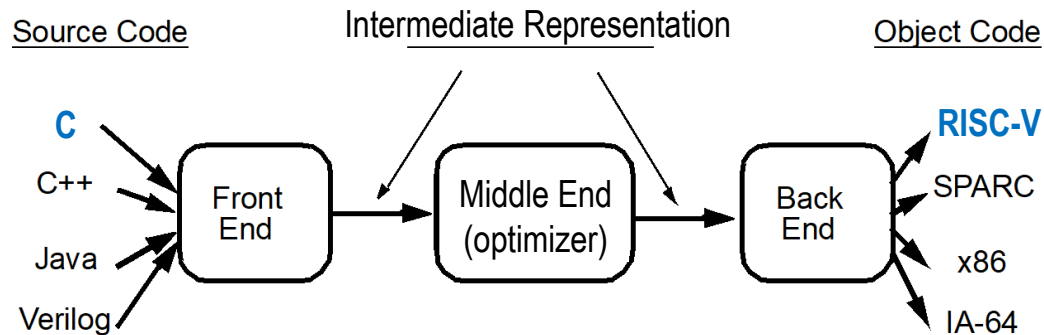 Source Code
Intermediate Representation
Object Code
C
C++
Java
Verilog
Front
End
Middle End
(optimizer)
Back
End
RISC-V
SPARC
x86
IA-64